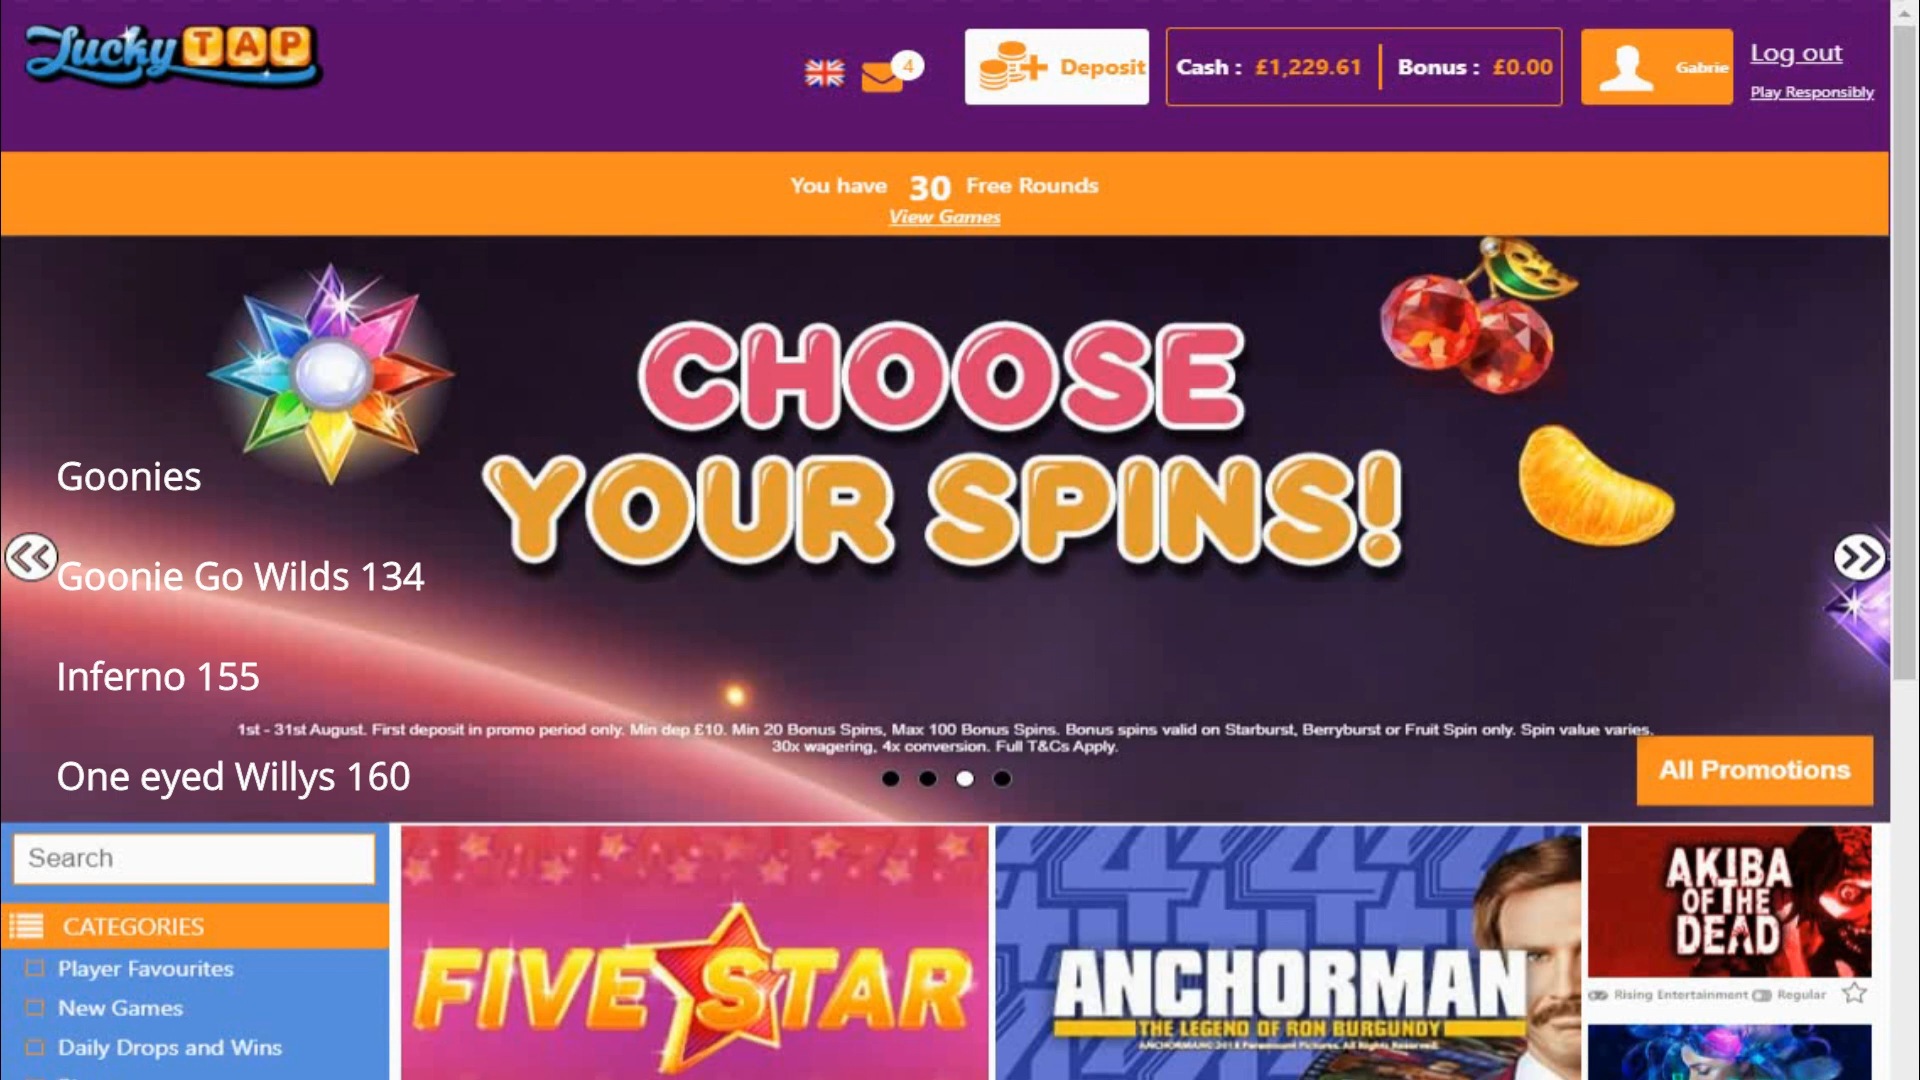 Lucky TAP
4
Deposit
Cash : £1,229.61
Bonus : £0.00
Gabrie
Log out
Play Responsibly
You have 30 Free Rounds
View Games
CHOOSE
YOUR SPINS!
Goonies
Goonie Go Wilds 134
Inferno 155
One eyed Willys 160
1st - 31st August. First deposit in promo period only. Min dep £10. Min 20 Bonus Spins, Max 100 Bonus Spins. Bonus spins valid on Starburst, Berryburst or Fruit Spin only. Spin value varies.
30x wagering, 4x conversion. Full T&Cs Apply.
All Promotions
Search
CATEGORIES
Player Favourites
New Games
Daily Drops and Wins
FIVE STAR
ANCHORMAN
THE LEGEND OF RON BURGUNDY
AKIBA
OF THE
DEAD
Rising Entertainment Regular